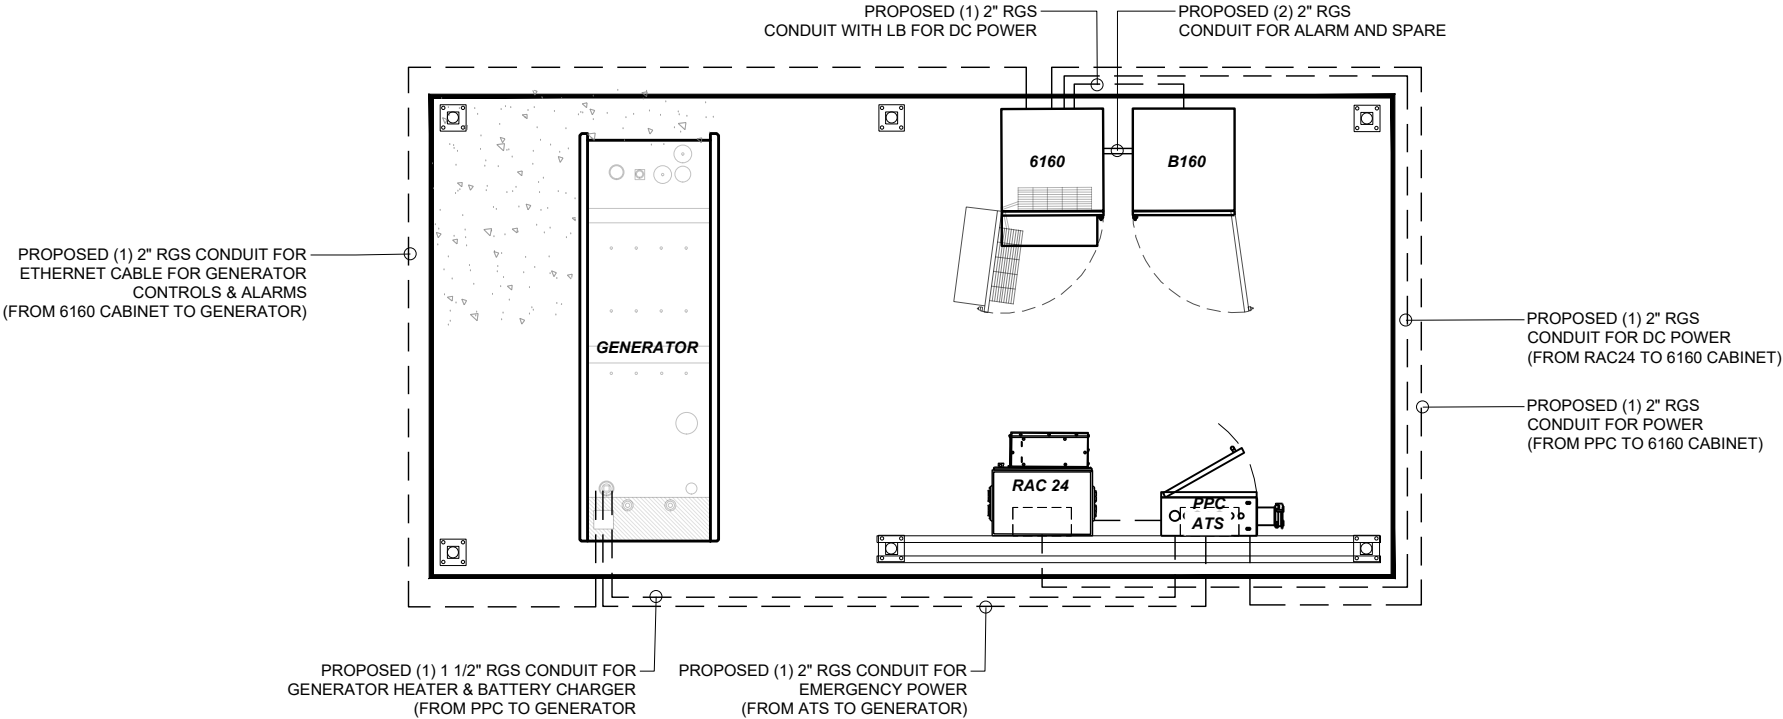 PROPOSED (1) 2" RGS
CONDUIT WITH LB FOR DC POWER
PROPOSED (2) 2" RGS
CONDUIT FOR ALARM AND SPARE
6160
B160
PROPOSED (1) 2" RGS CONDUIT FOR
ETHERNET CABLE FOR GENERATOR
CONTROLS & ALARMS
(FROM 6160 CABINET TO GENERATOR)
GENERATOR
PROPOSED (1) 2" RGS
CONDUIT FOR DC POWER
(FROM RAC24 TO 6160 CABINET)
PROPOSED (1) 2" RGS
CONDUIT FOR POWER
(FROM PPC TO 6160 CABINET)
RAC 24
PPC
ATS
PROPOSED (1) 1 1/2" RGS CONDUIT FOR
GENERATOR HEATER & BATTERY CHARGER
(FROM PPC TO GENERATOR
PROPOSED (1) 2" RGS CONDUIT FOR
EMERGENCY POWER
(FROM ATS TO GENERATOR)